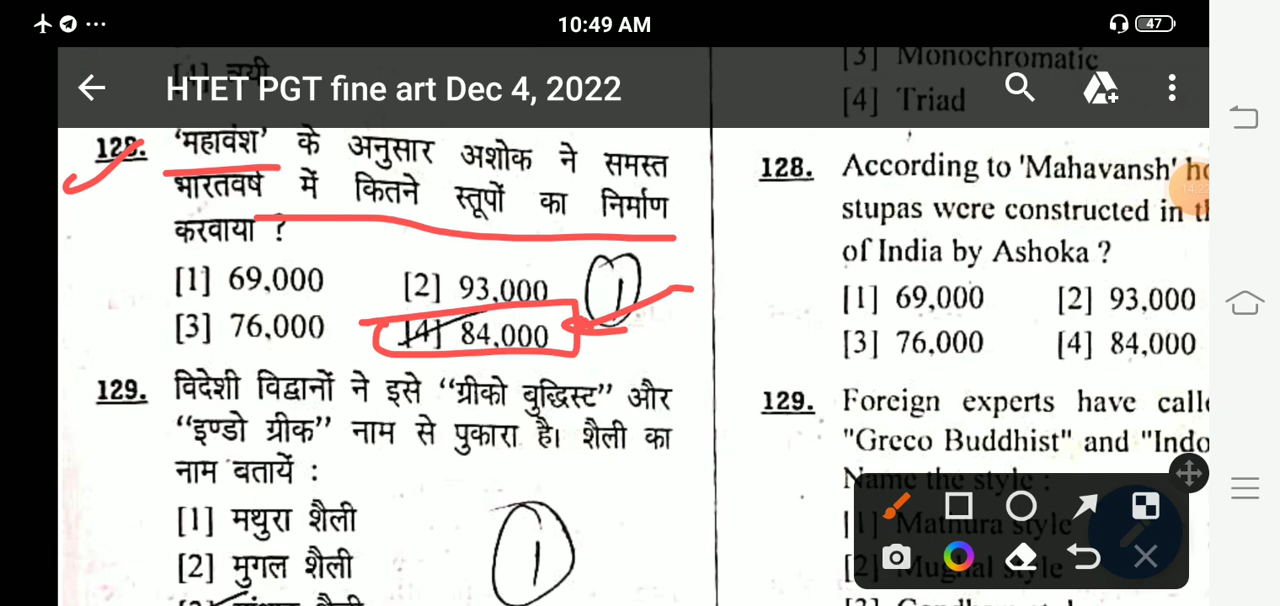 10:49 AM
47
[3] Monochromatic
HTET PGT fine art Dec 4, 2022
[4] Triad
128. 'महावंश' के अनुसार अशोक ने समस्त
भारतवर्ष में कितने स्तूपों का निर्माण
करवाया ?
[1] 69,000 [2] 93,000
[3] 76,000 [4] 84,000
1
129. विदेशी विद्वानों ने इसे "ग्रीको बुद्धिस्ट" और
"इण्डो ग्रीक" नाम से पुकारा है। शैली का
नाम बतायें :
[1] मथुरा शैली
[2] मुगल शैली
1
128. According to 'Mahavansh'
stupas were constructed in
of India by Ashoka ?
[1] 69,000 [2] 93,000
[3] 76,000 [4] 84,000
129. Foreign experts have
"Greco Buddhist" and "Indo
Name the style :
[1] Mathura style
[2] Mughal style